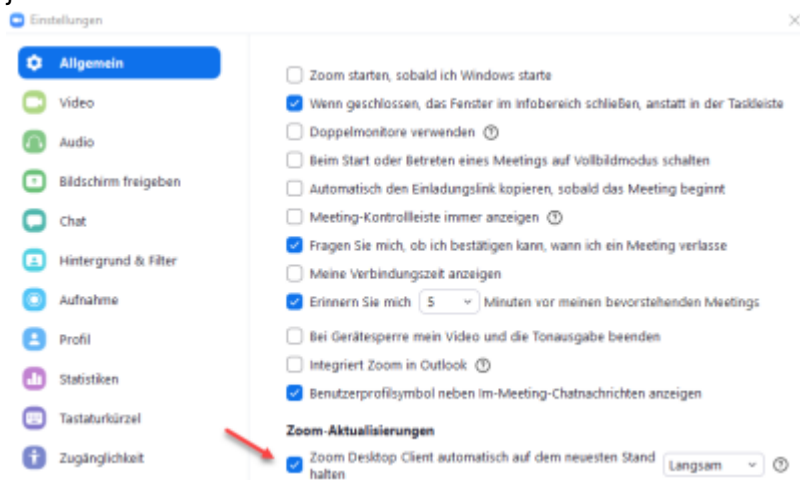 Einstellungen
Allgemein
Video
Audio
Bildschirm freigeben
Chat
Hintergrund & Filter
Aufnahme
Profil
Statistiken
Tastaturkürzel
Zugänglichkeit
Zoom starten, sobald ich Windows starte
Wenn geschlossen, das Fenster im Infobereich schließen, anstatt in der Taskleiste
Doppelmonitore verwenden
Beim Start oder Betreten eines Meetings auf Vollbildmodus schalten
Automatisch den Einladungslink kopieren, sobald das Meeting beginnt
Meeting-Kontrollleiste immer anzeigen
Fragen Sie mich, ob ich bestätigen kann, wann ich ein Meeting verlasse
Meine Verbindungszeit anzeigen
Erinnern Sie mich 5 Minuten vor meinen bevorstehenden Meetings
Bei Gerätesperre mein Video und die Tonausgabe beenden
Integriert Zoom in Outlook
Benutzerprofilsymbol neben Im-Meeting-Chatnachrichten anzeigen
Zoom-Aktualisierungen
Zoom Desktop Client automatisch auf dem neuesten Stand Langsam
halten